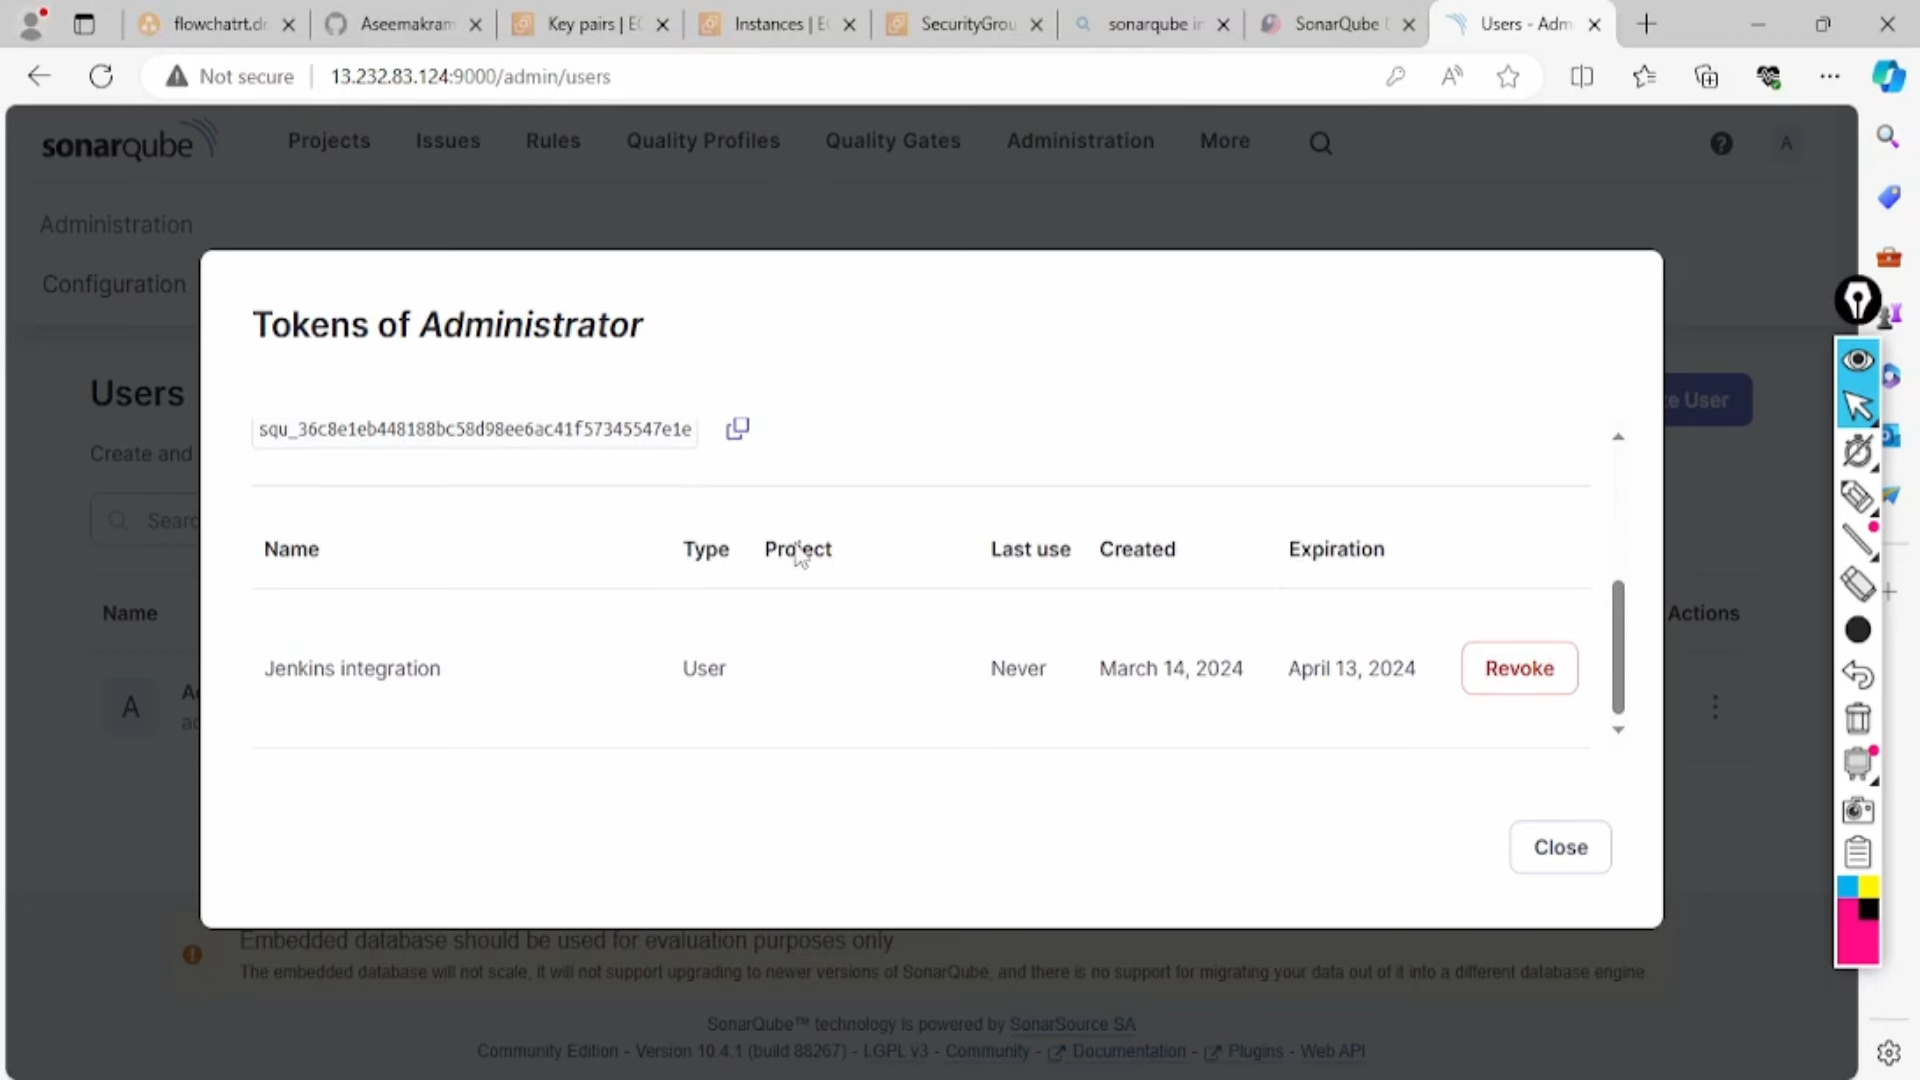 flowchatrt.dr
Aseemakram
Key pairs | EC
Instances | E
SecurityGrou
sonarqube in
SonarQube
Users - Adm
Not secure
13.232.83.124:9000/admin/users
sonarqube
Projects
Issues
Rules
Quality Profiles
Quality Gates
Administration
More
A
Administration
Configuration
Tokens of Administrator
Users
e User
squ_36c8e1eb448188bc58d98ee6ac41f57345547e1e
Create and
Searc
Name
Type
Project
Last use
Created
Expiration
Name
Actions
Jenkins integration
User
Never
March 14, 2024
April 13, 2024
Revoke
A
Close
Embedded database should be used for evaluation purposes only
The embedded database will not scale, it will not support upgrading to newer versions of SonarQube, and there is no support for migrating your data out of it into a different database engine
SonarQube™ technology is powered by SonarSource SA
Community Edition - Version 10.4.1 (build 88267) - LGPL v3 - Community - Documentation - Plugins - Web API